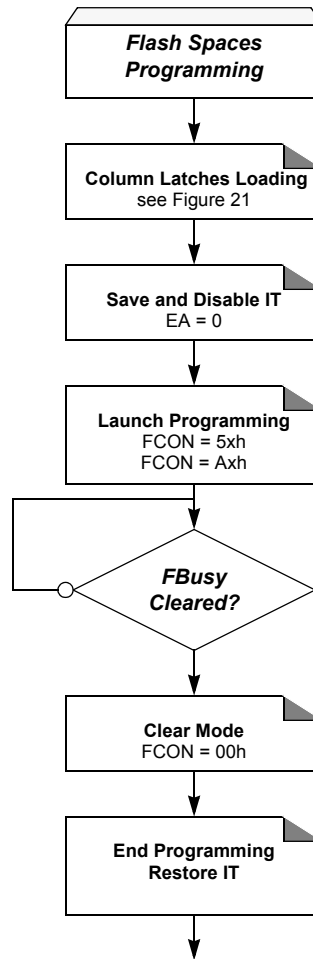 Flash Spaces
Programming
Column Latches Loading
see Figure 21
Save and Disable IT
EA = 0
Launch Programming
FCON = 5xh
FCON = Axh
FBusy
Cleared?
Clear Mode
FCON = 00h
End Programming
Restore IT